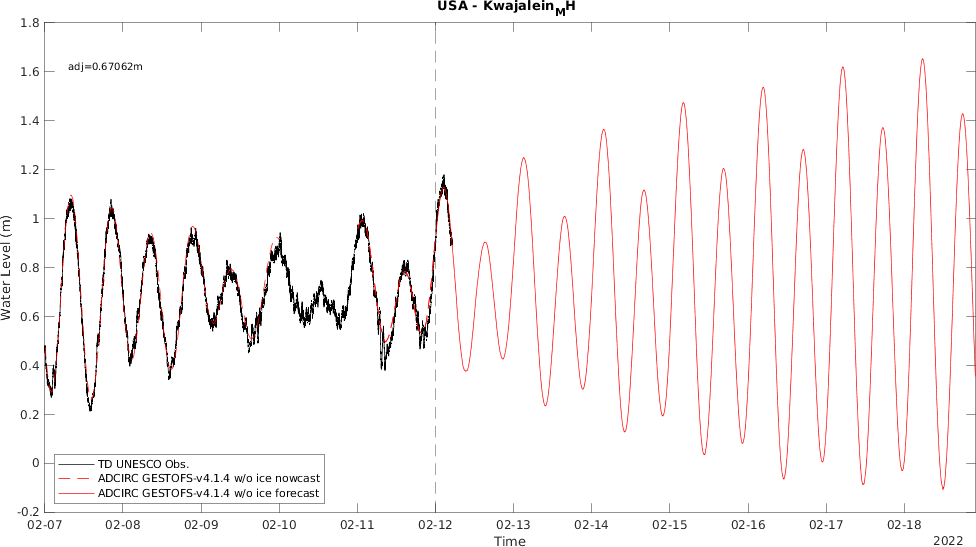 USA - KwajaleinMH
adj=0.67062m
1.8
1.6
1.4
1.2
1
0.8
0.6
0.4
0.2
0
-0.2
Water Level (m)
TD UNESCO Obs.
ADCIRC GESTOFS-v4.1.4 w/o ice nowcast
ADCIRC GESTOFS-v4.1.4 w/o ice forecast
02-07 02-08 02-09 02-10 02-11 02-12 02-13 02-14 02-15 02-16 02-17 02-18
Time
2022